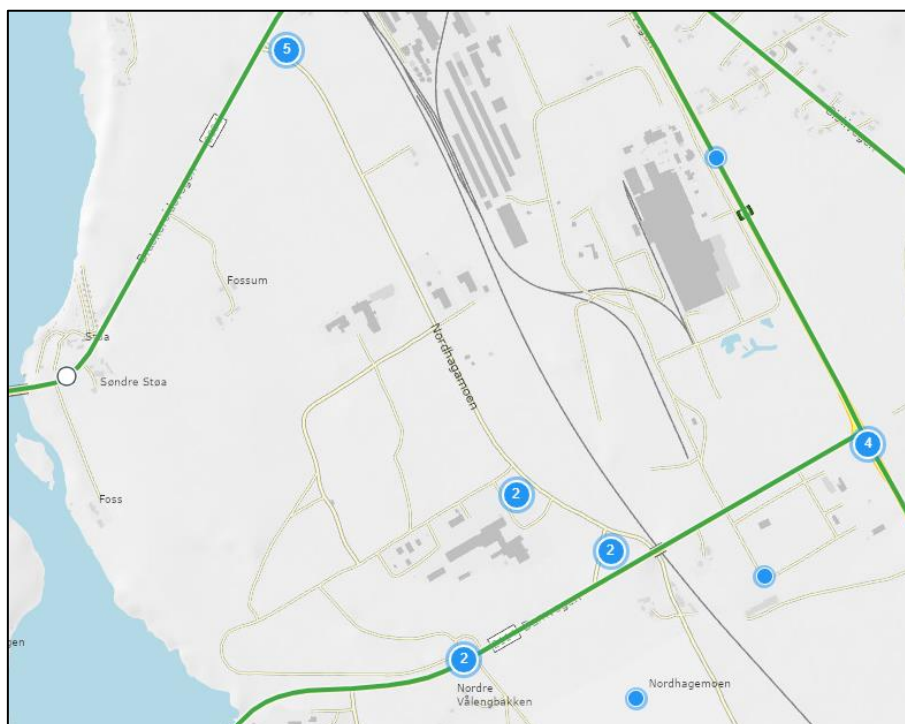 5
Fossum
Støa
Søndre Støa
Nordhagamoen
4
Foss
2
2
2
Nordre
Vålengbakken
Nordhagemoen
gen